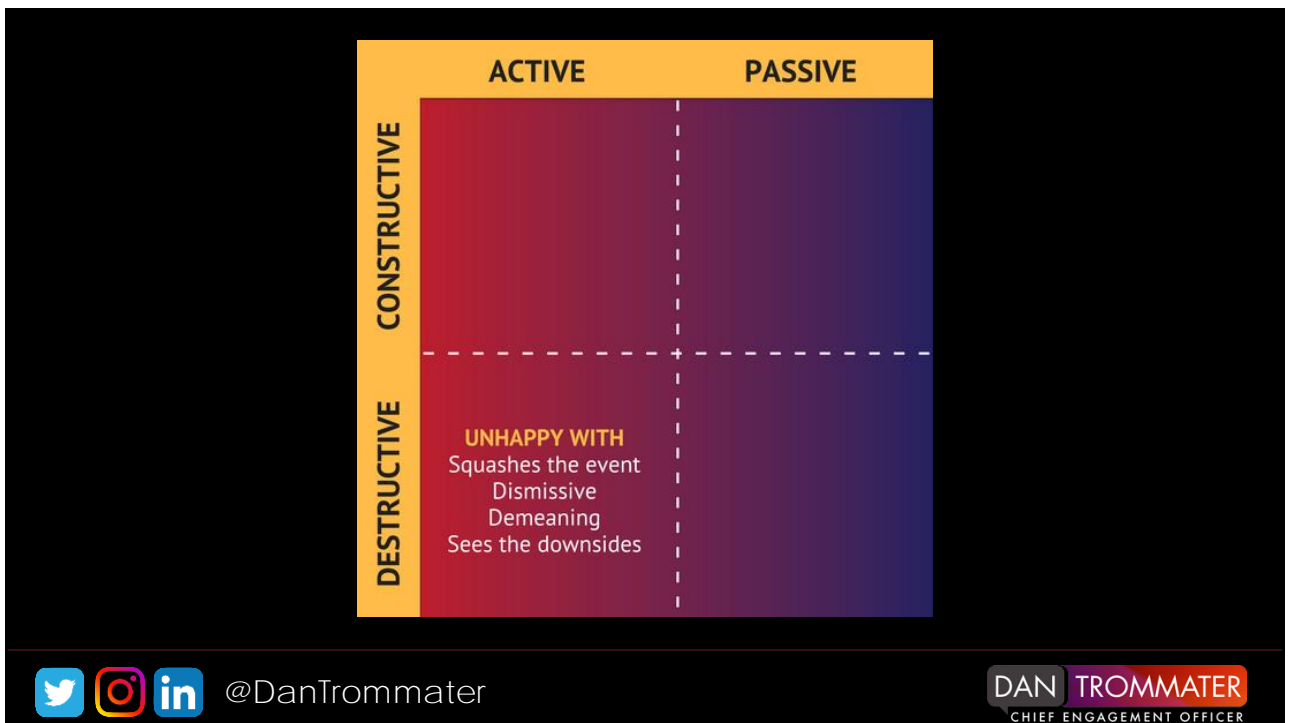 ACTIVE PASSIVE
CONSTRUCTIVE
DESTRUCTIVE
UNHAPPY WITH
Squashes the event
Dismissive
Demeaning
Sees the downsides
in @DanTrommater
DAN TROMMATER
CHIEF ENGAGEMENT OFFICER